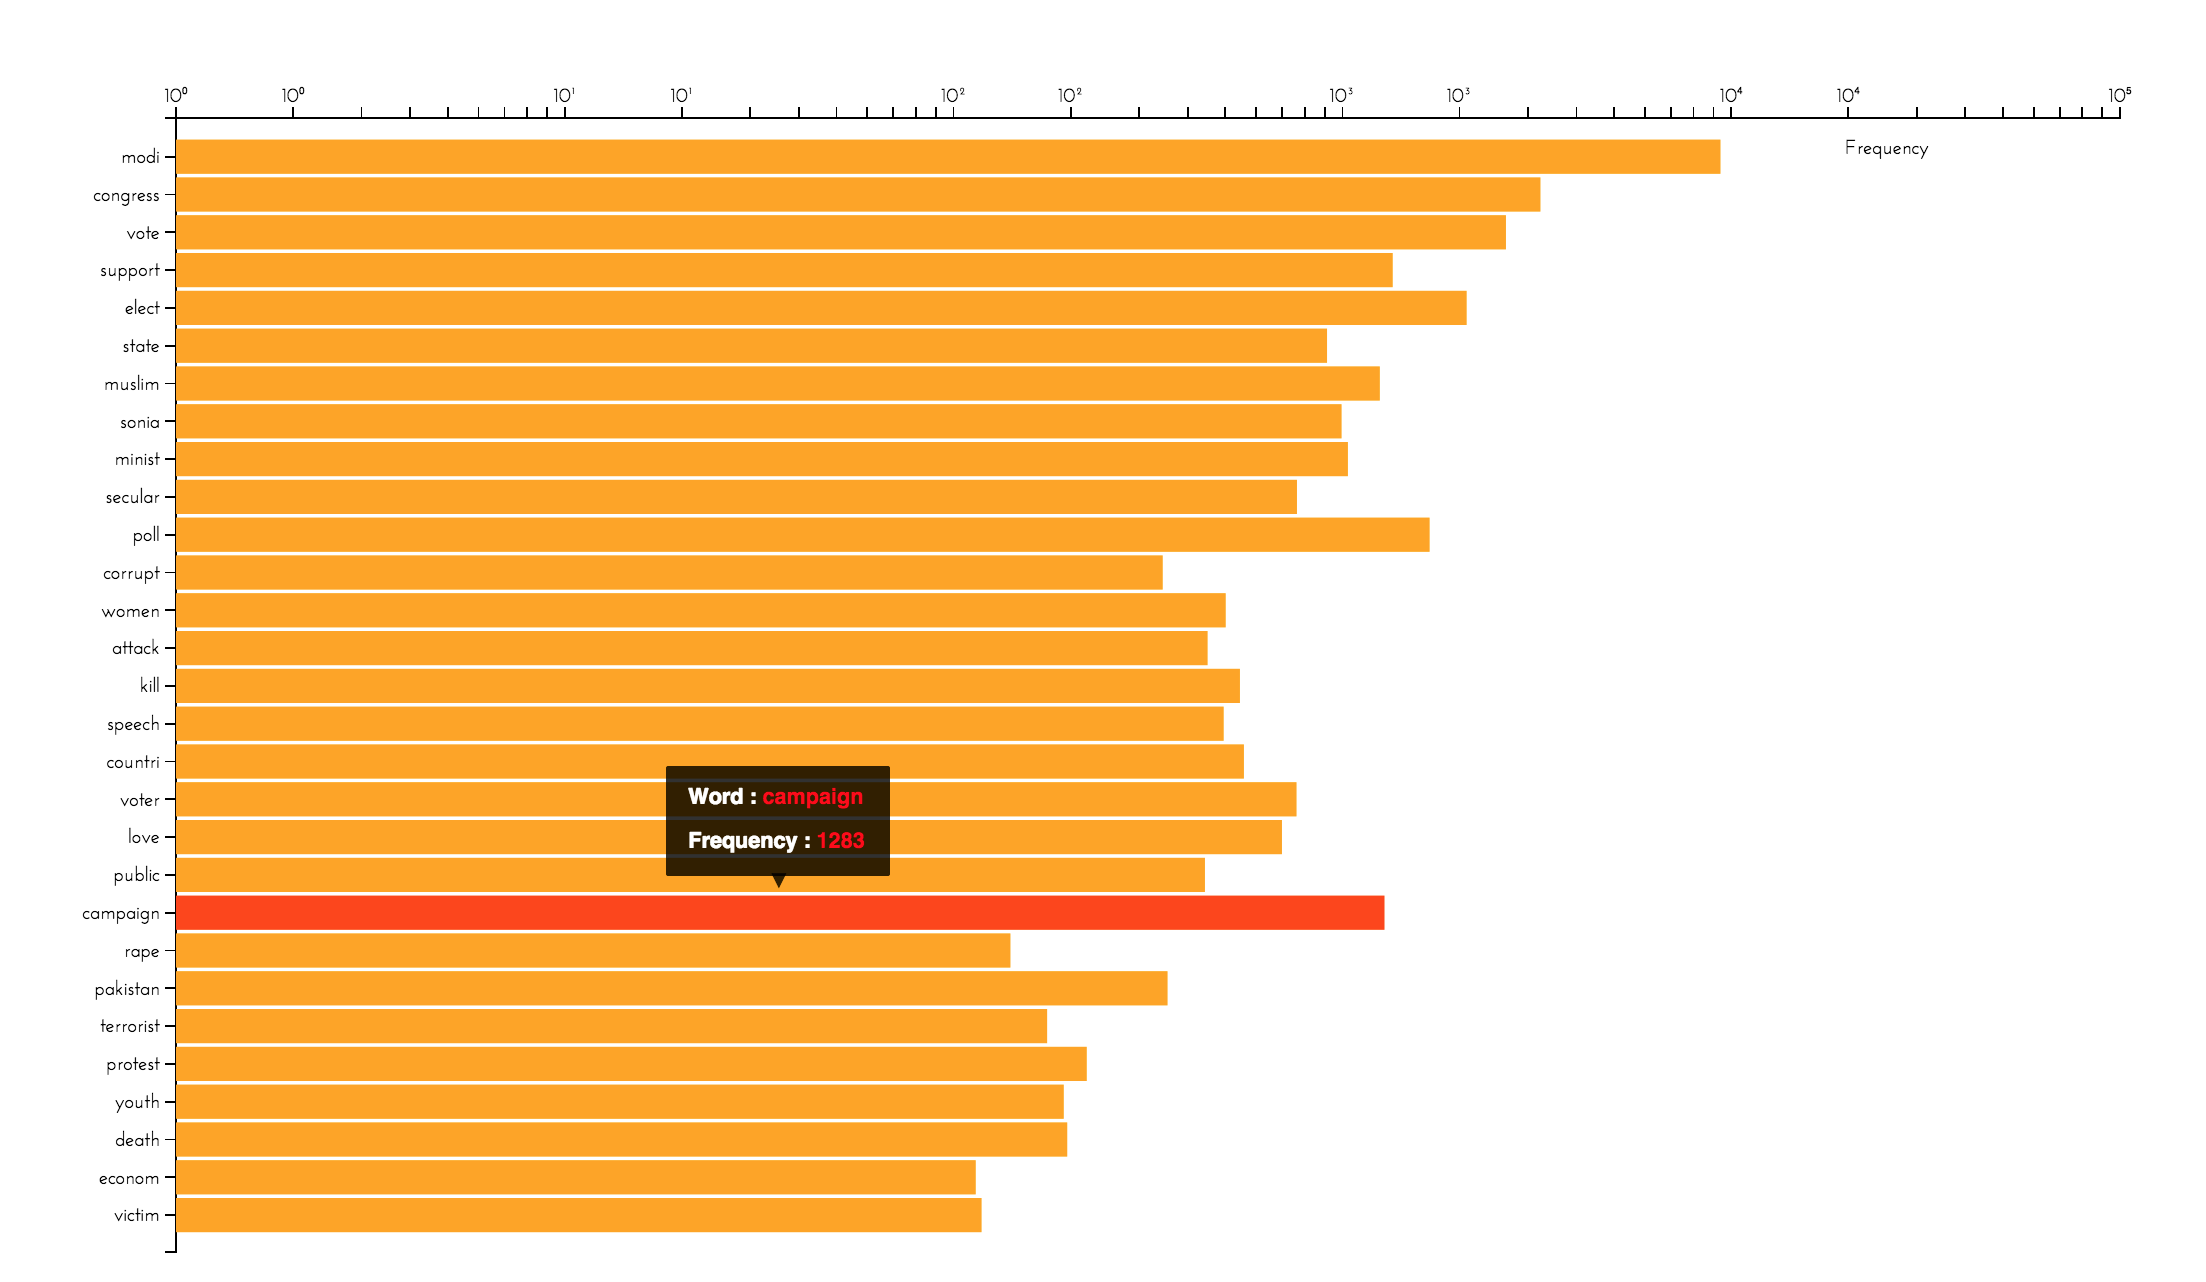 10⁰ 10⁰ 10¹ 10¹ 10² 10² 10³ 10³ 10⁴ 10⁴ 10⁵
Frequency
modi
congress
vote
support
elect
state
muslim
sonia
minist
secular
poll
corrupt
women
attack
kill
speech
countri
voter
love
public
campaign
rape
pakistan
terrorist
protest
youth
death
econom
victim
Word : campaign
Frequency : 1283